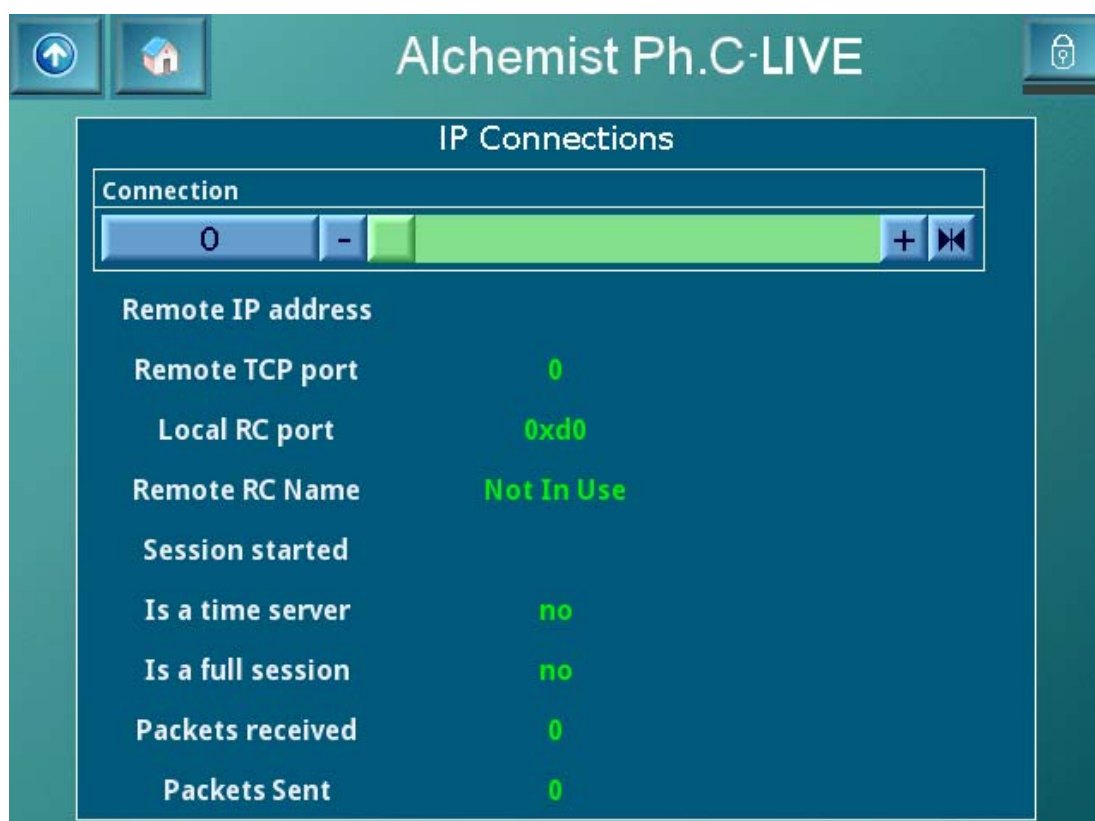 Alchemist Ph.C-LIVE
IP Connections
Connection
0 - +
Remote IP address
Remote TCP port 0
Local RC port 0xd0
Remote RC Name Not In Use
Session started
Is a time server no
Is a full session no
Packets received 0
Packets Sent 0